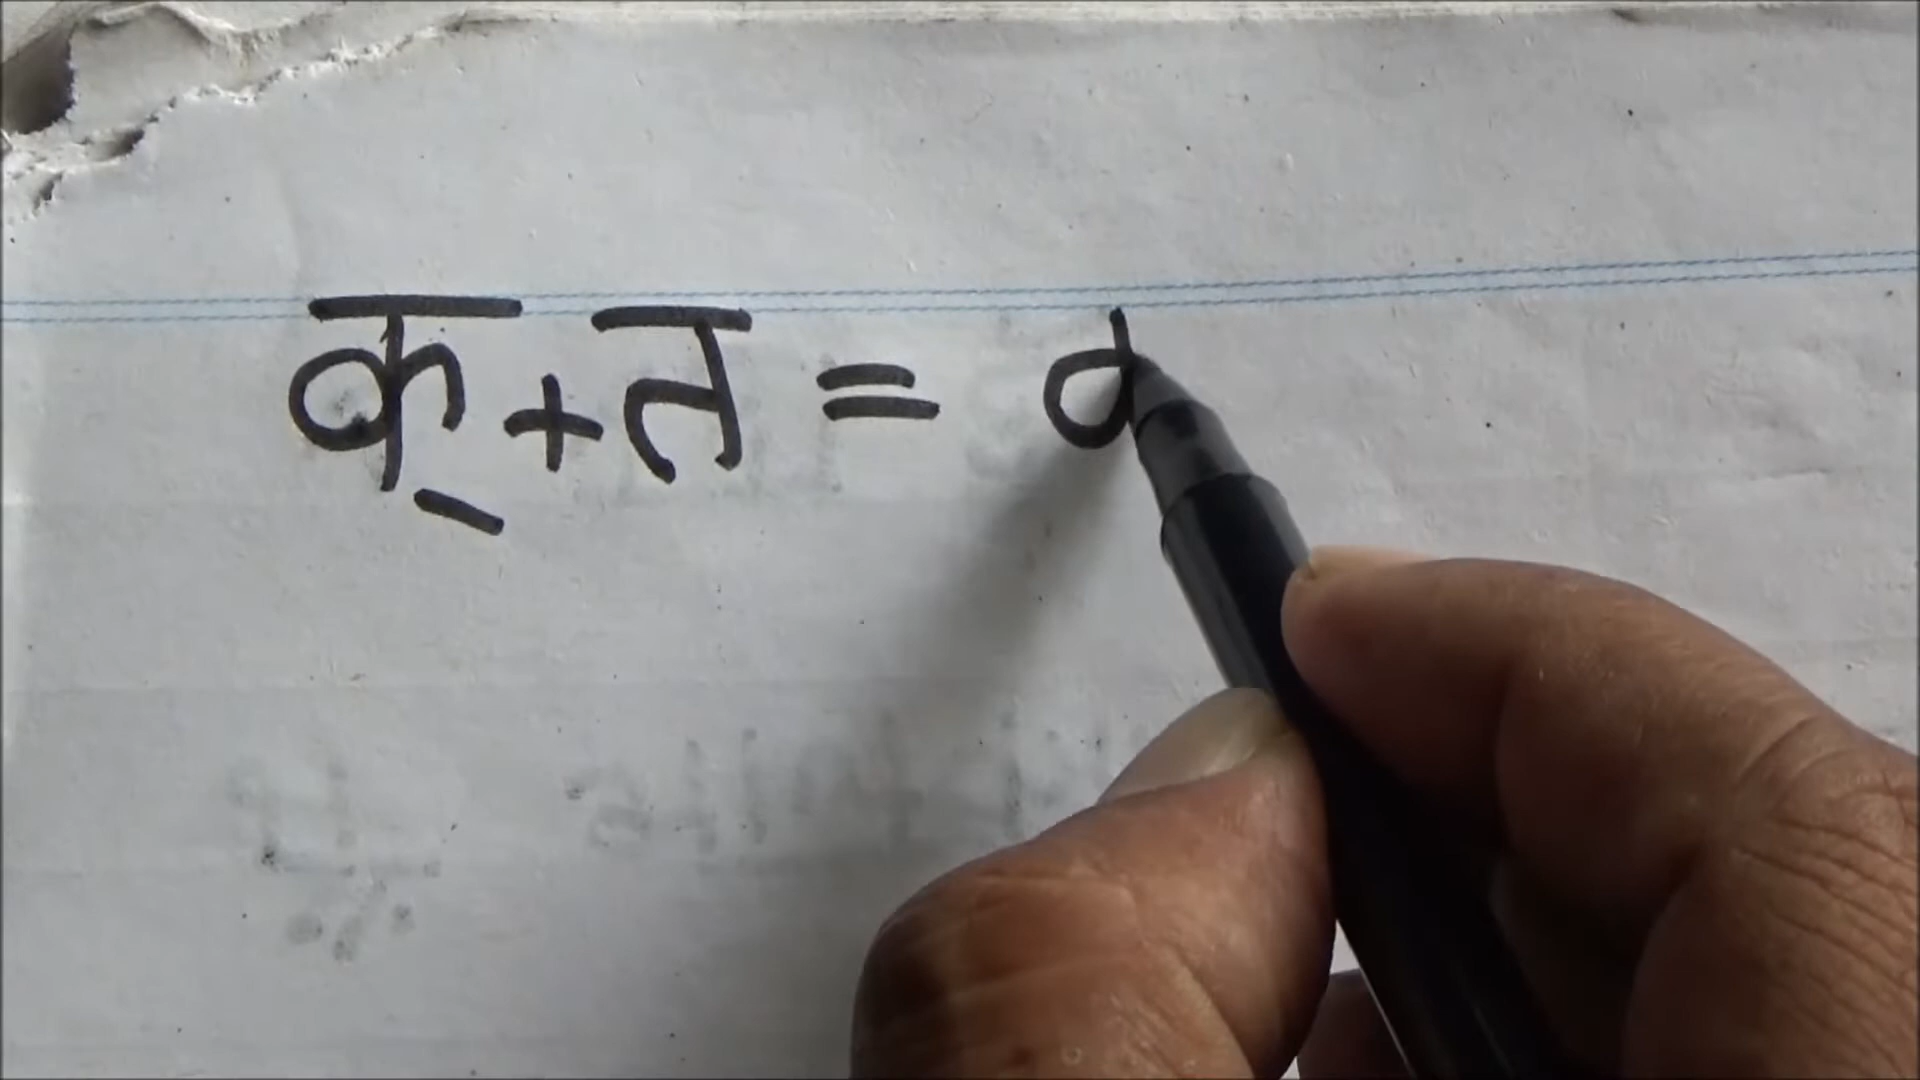 क् + त =